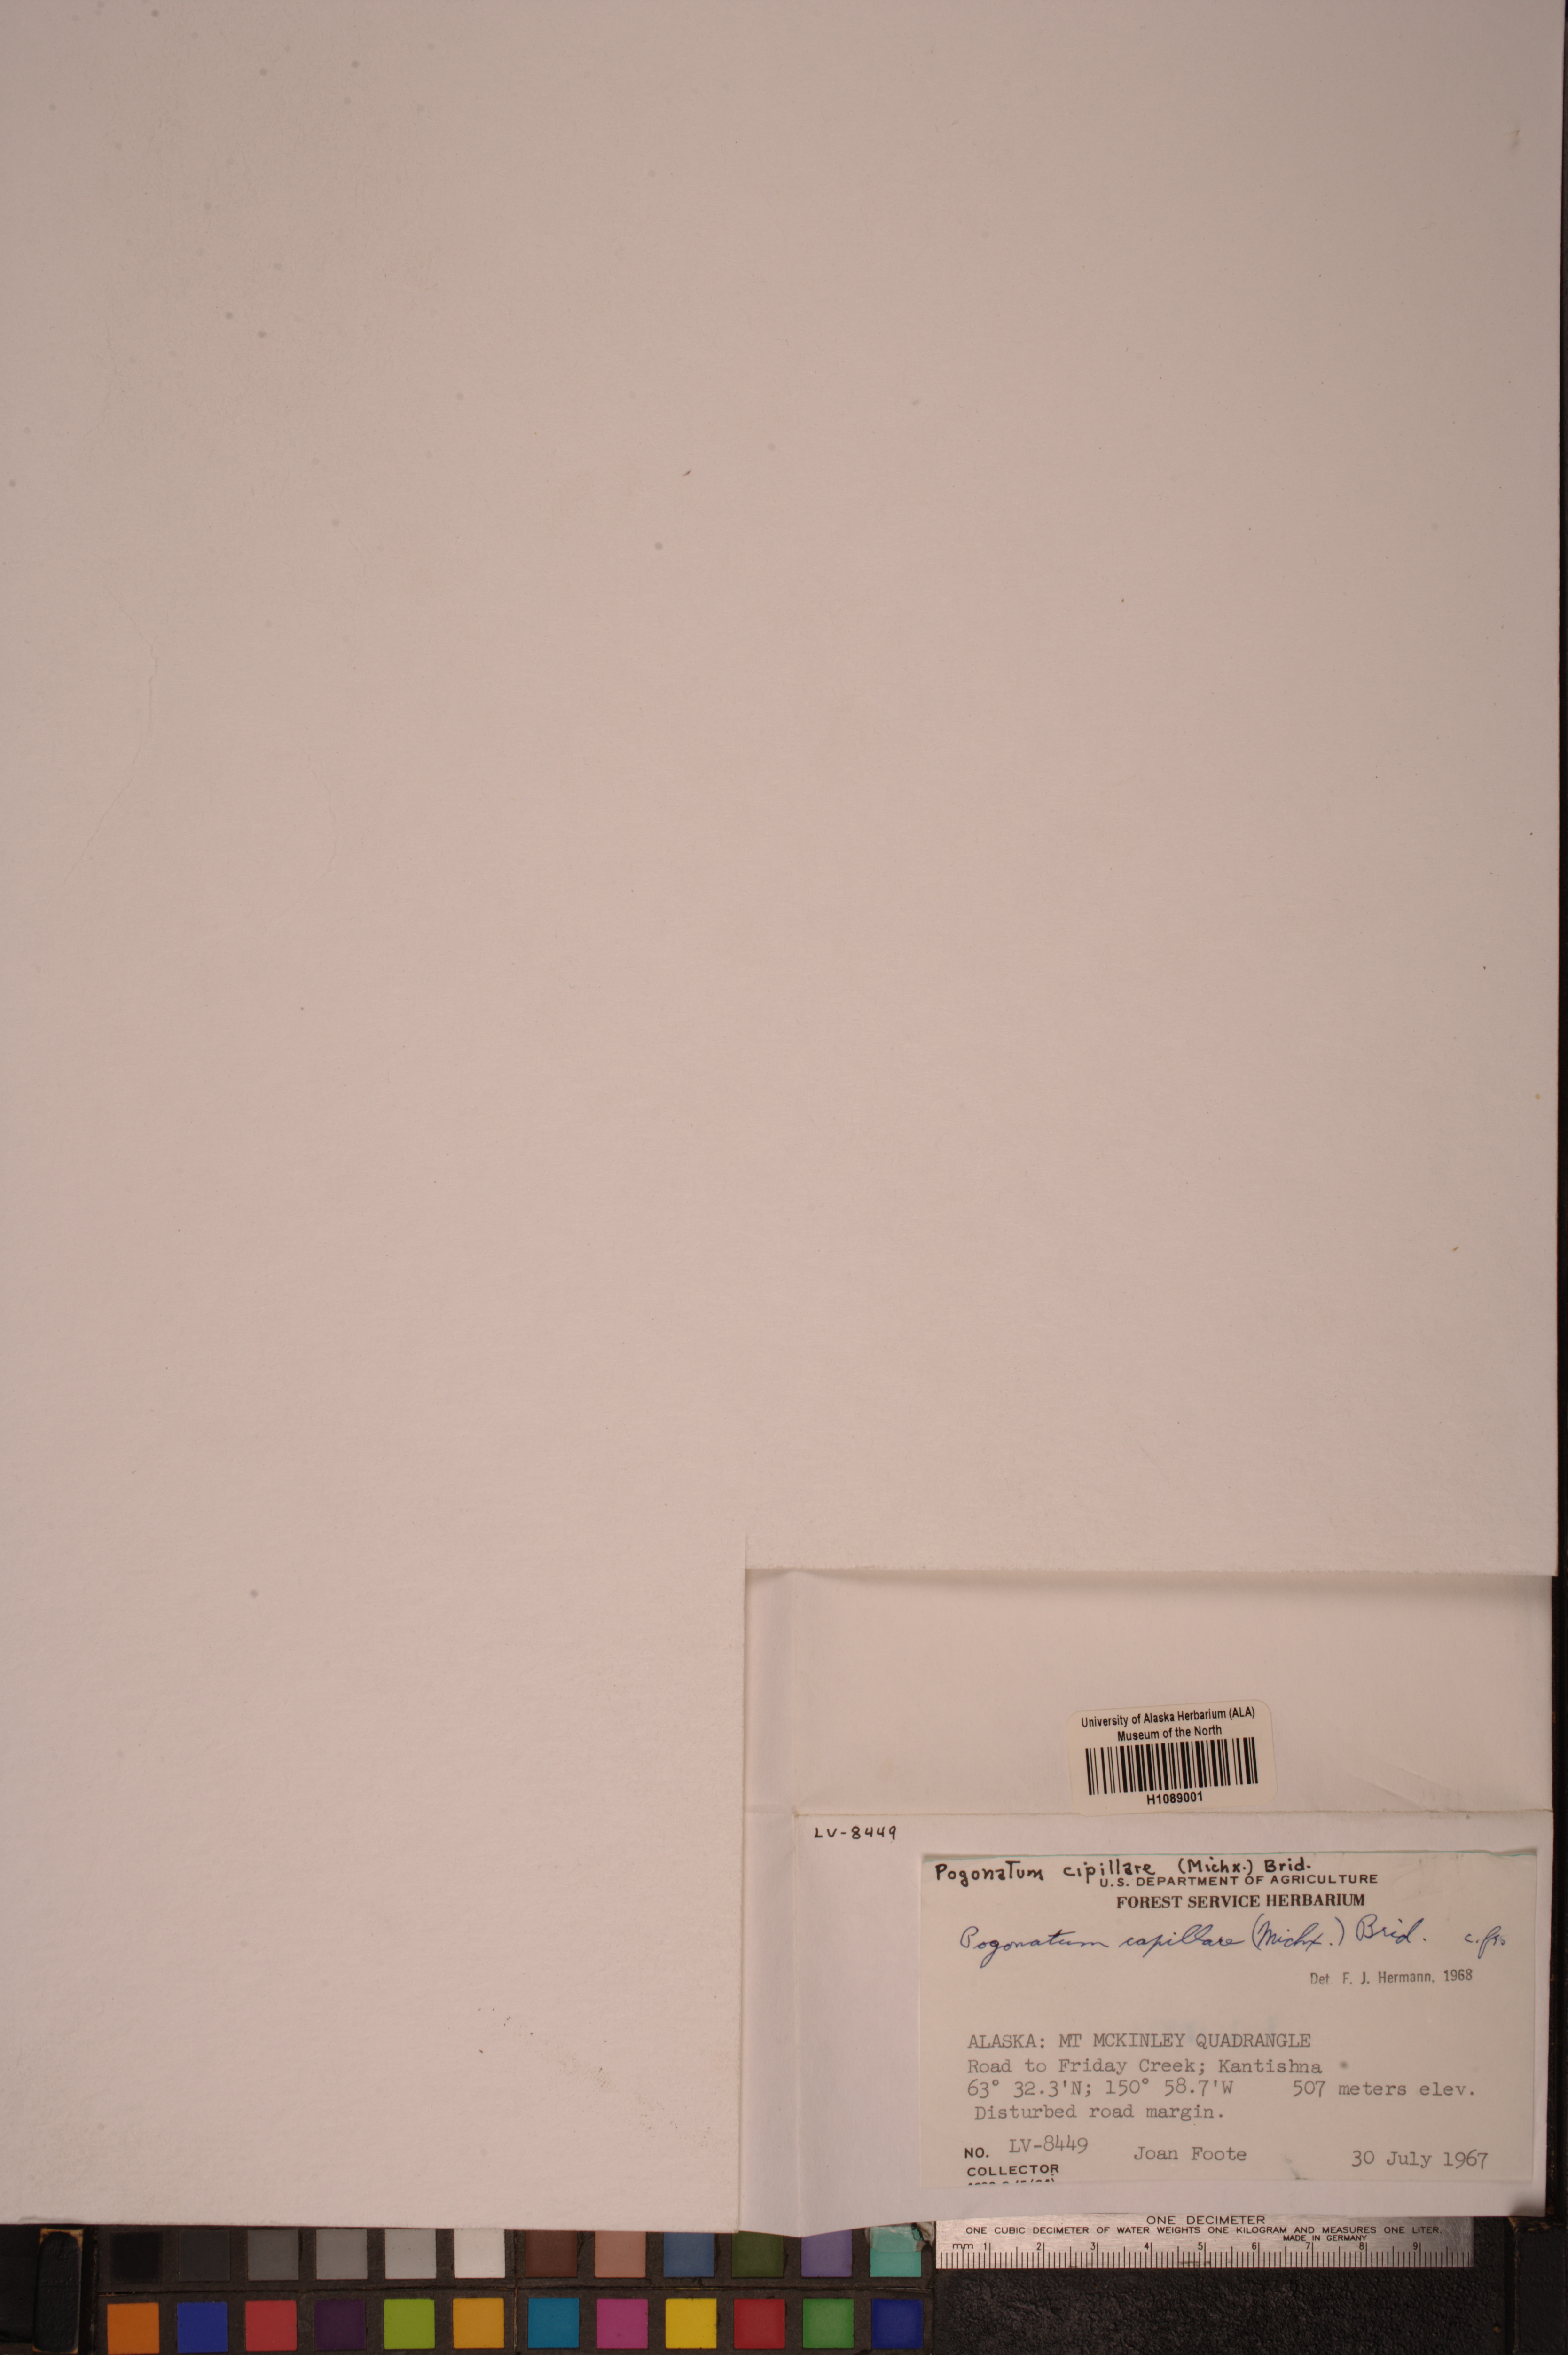 University of Alaska Herbarium (ALA)
Museum of the North
H1089001
LV-8449
Pogonatum cipillare (Michx.) Brid.
U.S. DEPARTMENT OF AGRICULTURE
FOREST SERVICE HERBARIUM
Pogonatum capillare (Michx.) Brid. c. fr.
Det F. J. Hermann, 1968
ALASKA: MT MCKINLEY QUADRANGLE
Road to Friday Creek; Kantishna
63° 32.3'N; 150° 58.7'W 507 meters elev.
Disturbed road margin.
NO. LV-8449 Joan Foote 30 July 1967
COLLECTOR
ONE DECIMETER
ONE CUBIC DECIMETER OF WATER WEIGHTS ONE KILOGRAM AND MEASURES ONE LITER.
MADE IN GERMANY
mm 1 2 3 4 5 6 7 8 9